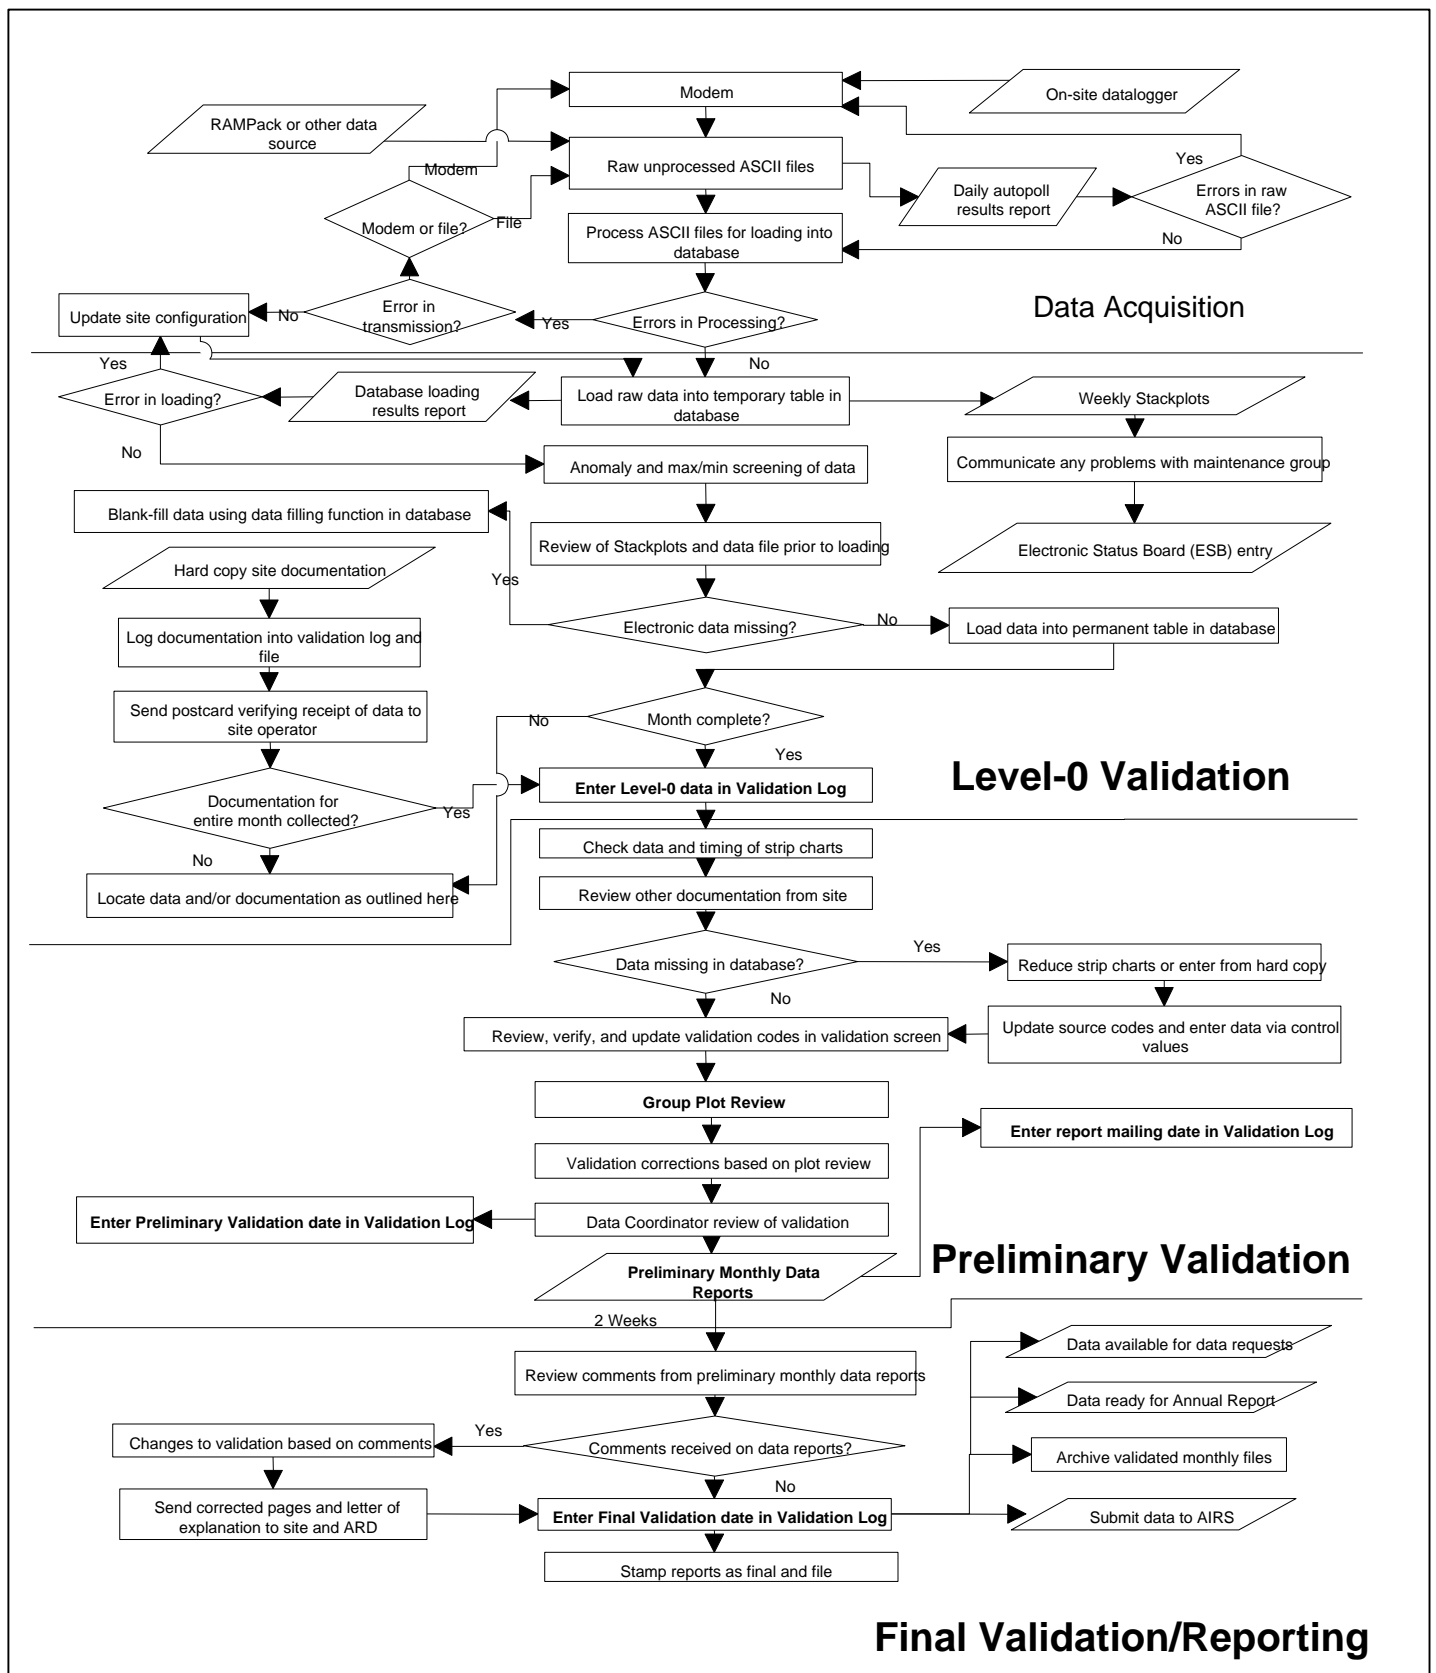 Modem
On-site datalogger
RAMPack or other data
source
Modem
Raw unprocessed ASCII files
Yes
Daily autopoll
results report
Errors in raw
ASCII file?
Modem or file?
File
Process ASCII files for loading into
database
No
Update site configuration
No
Error in
transmission?
Yes
Errors in Processing?
Data Acquisition
Yes
No
Error in loading?
Database loading
results report
Load raw data into temporary table in
database
Weekly Stackplots
No
Anomaly and max/min screening of data
Communicate any problems with maintenance group
Blank-fill data using data filling function in database
Review of Stackplots and data file prior to loading
Electronic Status Board (ESB) entry
Hard copy site documentation
Yes
Electronic data missing?
No
Load data into permanent table in database
Log documentation into validation log and
file
Send postcard verifying receipt of data to
site operator
No
Month complete?
Yes
Level-0 Validation
Documentation for
entire month collected?
Yes
Enter Level-0 data in Validation Log
No
Check data and timing of strip charts
Locate data and/or documentation as outlined here
Review other documentation from site
Data missing in database?
Yes
Reduce strip charts or enter from hard copy
No
Review, verify, and update validation codes in validation screen
Update source codes and enter data via control
values
Group Plot Review
Enter report mailing date in Validation Log
Validation corrections based on plot review
Enter Preliminary Validation date in Validation Log
Data Coordinator review of validation
Preliminary Validation
Preliminary Monthly Data
Reports
2 Weeks
Data available for data requests
Review comments from preliminary monthly data reports
Data ready for Annual Report
Changes to validation based on comments
Yes
Comments received on data reports?
Archive validated monthly files
No
Send corrected pages and letter of
explanation to site and ARD
Enter Final Validation date in Validation Log
Submit data to AIRS
Stamp reports as final and file
Final Validation/Reporting